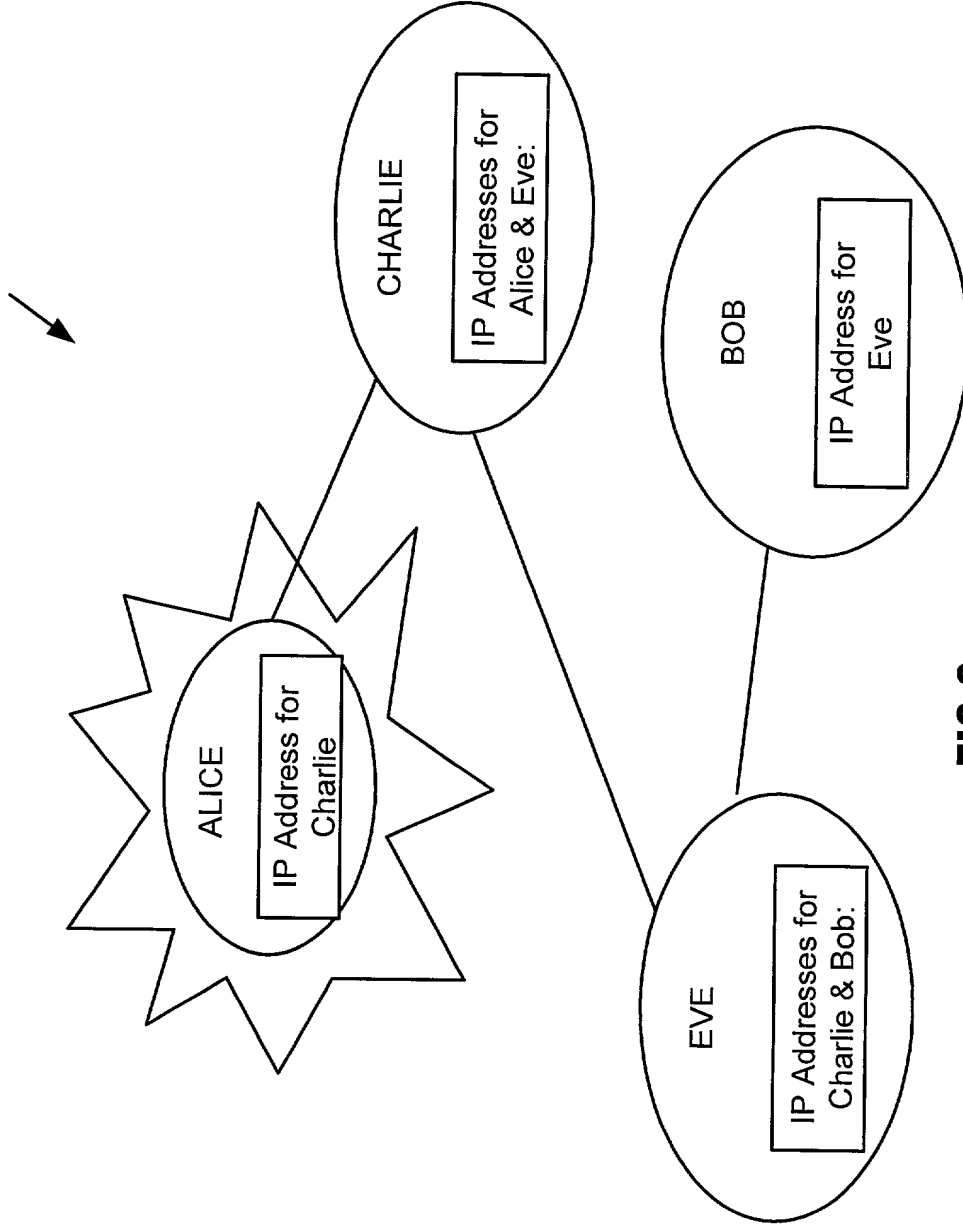 ALICE
IP Address for
Charlie
CHARLIE
IP Addresses for
Alice & Eve:
EVE
IP Addresses for
Charlie & Bob:
BOB
IP Address for
Eve